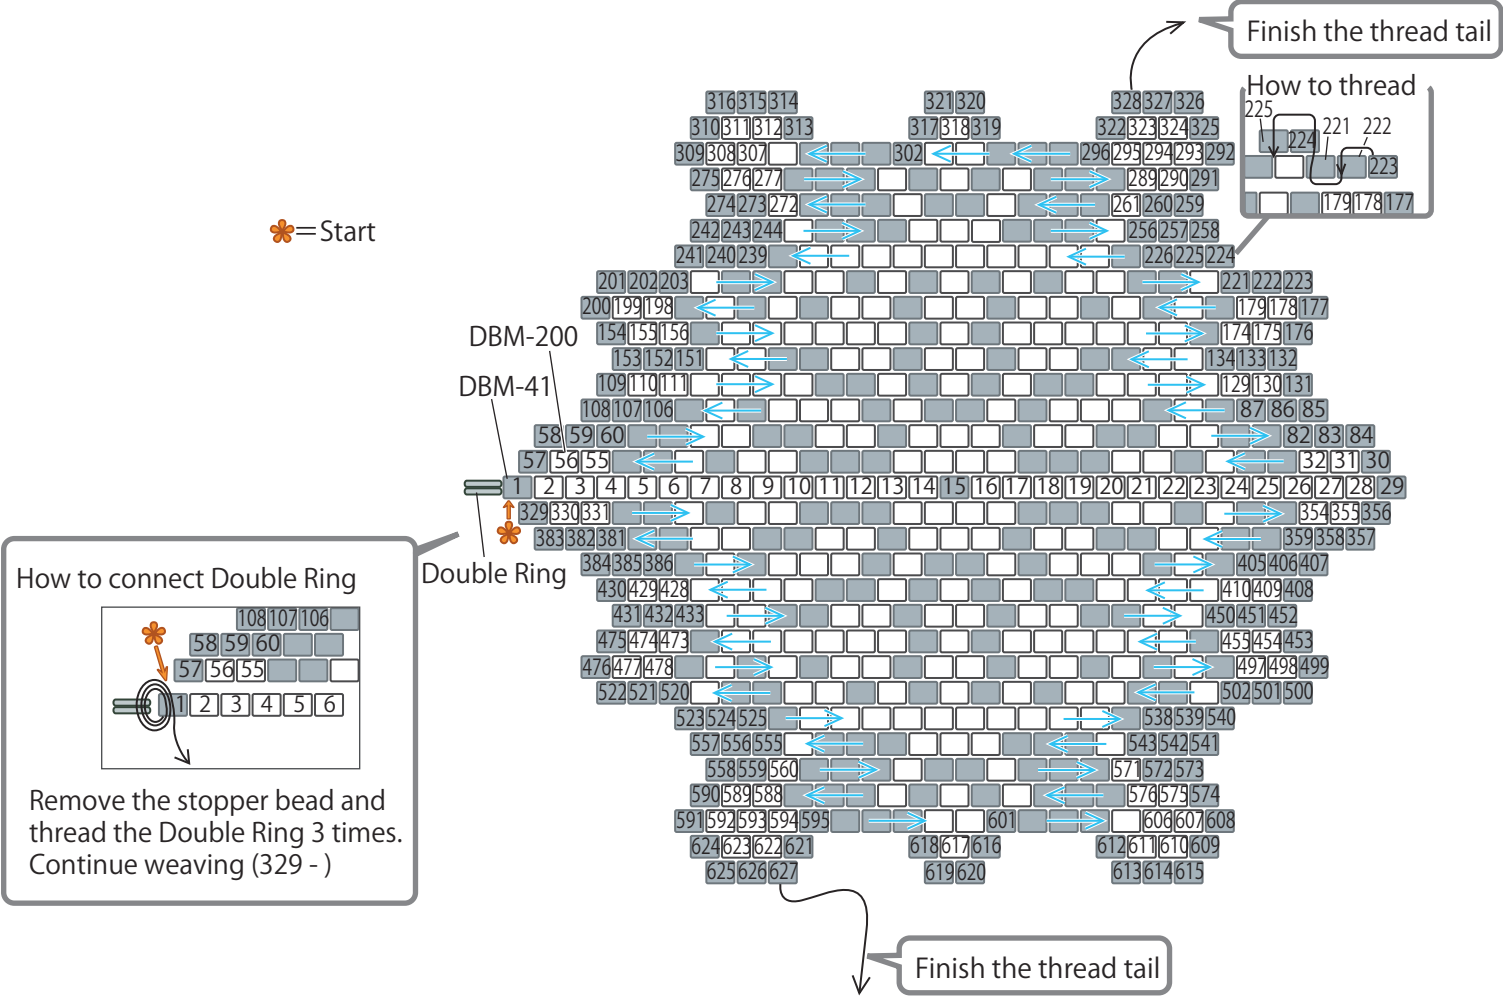 Finish the thread tail
How to thread
225 224 221 222
223
179 178 177
316 315 314 321 320 328 327 326
310 311 312 313 317 318 319 322 323 324 325
309 308 307 302 296 295 294 293 292
275 276 277 289 290 291
274 273 272 261 260 259
242 243 244 256 257 258
=Start
241 240 239 226 225 224
201 202 203 221 222 223
200 199 198 179 178 177
154 155 156 174 175 176
DBM-200
153 152 151 134 133 132
DBM-41
109 110 111 129 130 131
108 107 106 87 86 85
58 59 60 82 83 84
57 56 55 32 31 30
1 2 3 4 5 6 7 8 9 10 11 12 13 14 15 16 17 18 19 20 21 22 23 24 25 26 27 28 29
329 330 331 354 355 356
383 382 381 359 358 357
Double Ring
384 385 386 405 406 407
430 429 428 410 409 408
431 432 433 450 451 452
475 474 473 455 454 453
476 477 478 497 498 499
522 521 520 502 501 500
523 524 525 538 539 540
557 556 555 543 542 541
558 559 560 571 572 573
590 589 588 576 575 574
591 592 593 594 595 601 606 607 608
624 623 622 621 618 617 616 612 611 610 609
625 626 627 619 620 613 614 615
How to connect Double Ring
108 107 106
58 59 60
57 56 55
1 2 3 4 5 6
Remove the stopper bead and
thread the Double Ring 3 times.
Continue weaving (329 - )
Finish the thread tail